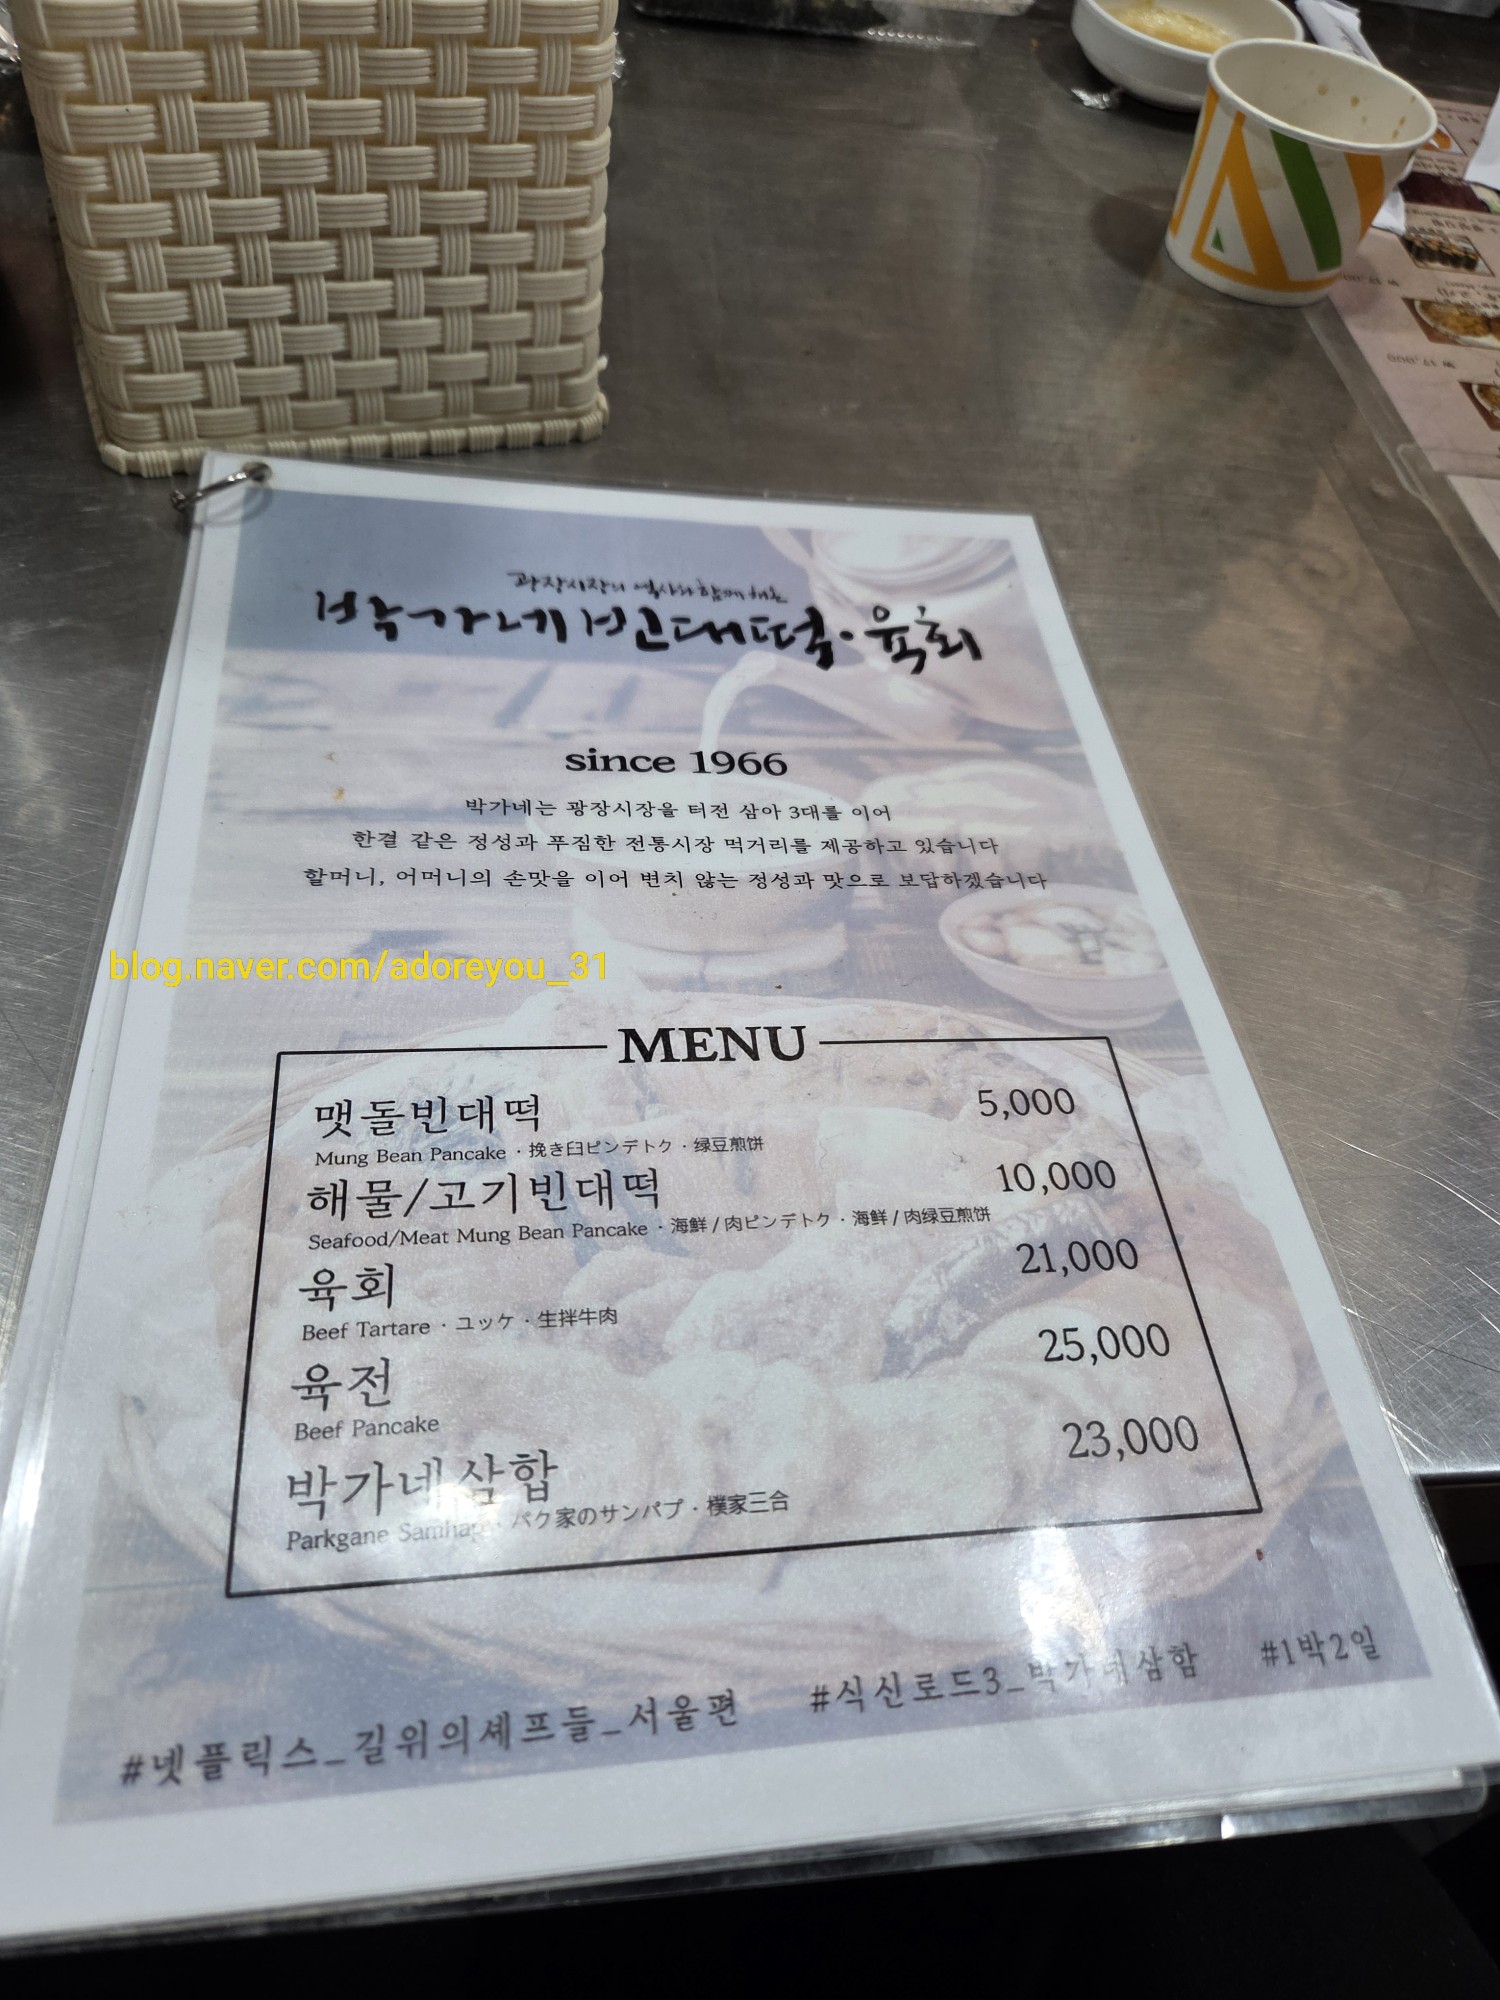 광장시장의 역사와 함께 해온
박가네 빈대떡·육회
since 1966
박가네는 광장시장을 터전 삼아 3대를 이어
한결 같은 정성과 푸짐한 전통시장 먹거리를 제공하고 있습니다
할머니, 어머니의 손맛을 이어 변치 않는 정성과 맛으로 보답하겠습니다
blog.naver.com/adoreyou_31
MENU
맷돌빈대떡 5,000
Mung Bean Pancake · 挽き臼ピンデトク · 绿豆煎饼
해물/고기빈대떡 10,000
Seafood/Meat Mung Bean Pancake · 海鮮/肉ピンデトク · 海鲜/肉绿豆煎饼
육회 21,000
Beef Tartare · ユッケ · 生拌牛肉
육전 25,000
Beef Pancake
박가네삼합 23,000
Parkgane Samhap · パク家のサンパプ · 樸家三合
#넷플릭스_길위의셰프들_서울편 #식신로드3_박가네삼합 #1박2일
₩ 17,000